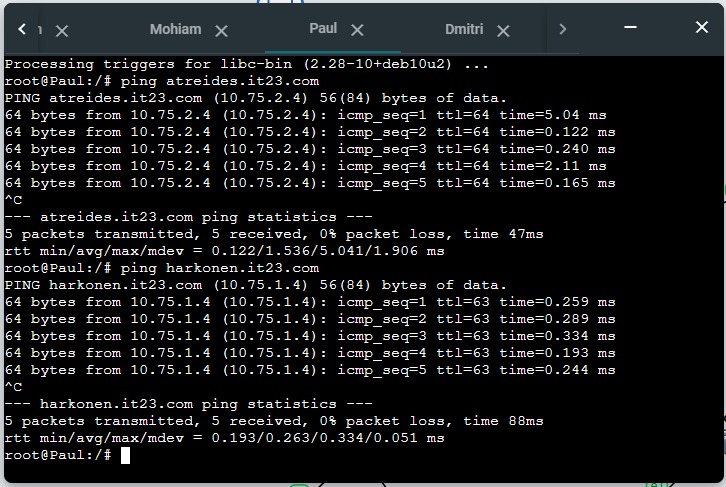 n
Mohiam
Paul
Dmitri
Processing triggers for libc-bin (2.28-10+deb10u2) ...
root@Paul:/# ping atreides.it23.com
PING atreides.it23.com (10.75.2.4) 56(84) bytes of data.
64 bytes from 10.75.2.4 (10.75.2.4): icmp_seq=1 ttl=64 time=5.04 ms
64 bytes from 10.75.2.4 (10.75.2.4): icmp_seq=2 ttl=64 time=0.122 ms
64 bytes from 10.75.2.4 (10.75.2.4): icmp_seq=3 ttl=64 time=0.240 ms
64 bytes from 10.75.2.4 (10.75.2.4): icmp_seq=4 ttl=64 time=2.11 ms
64 bytes from 10.75.2.4 (10.75.2.4): icmp_seq=5 ttl=64 time=0.165 ms
^C
--- atreides.it23.com ping statistics ---
5 packets transmitted, 5 received, 0% packet loss, time 47ms
rtt min/avg/max/mdev = 0.122/1.536/5.041/1.906 ms
root@Paul:/# ping harkonen.it23.com
PING harkonen.it23.com (10.75.1.4) 56(84) bytes of data.
64 bytes from 10.75.1.4 (10.75.1.4): icmp_seq=1 ttl=63 time=0.259 ms
64 bytes from 10.75.1.4 (10.75.1.4): icmp_seq=2 ttl=63 time=0.289 ms
64 bytes from 10.75.1.4 (10.75.1.4): icmp_seq=3 ttl=63 time=0.334 ms
64 bytes from 10.75.1.4 (10.75.1.4): icmp_seq=4 ttl=63 time=0.193 ms
64 bytes from 10.75.1.4 (10.75.1.4): icmp_seq=5 ttl=63 time=0.244 ms
^C
--- harkonen.it23.com ping statistics ---
5 packets transmitted, 5 received, 0% packet loss, time 88ms
rtt min/avg/max/mdev = 0.193/0.263/0.334/0.051 ms
root@Paul:/#